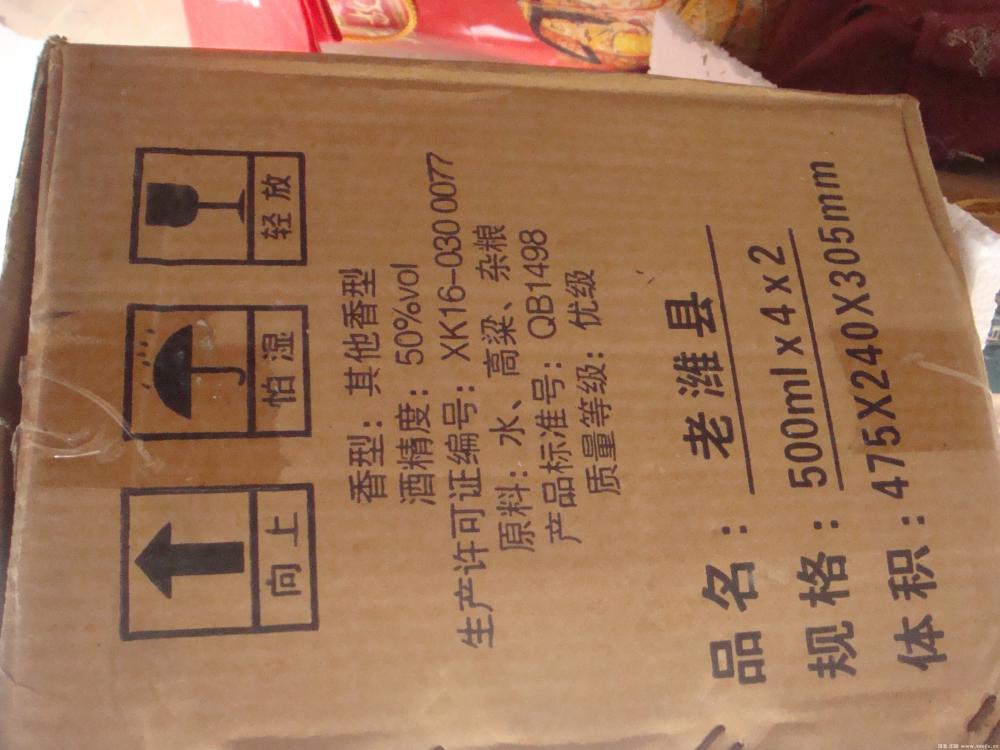 向上
怕湿
轻放
香型：其他香型
酒精度：50%vol
生产许可证编号：XK16-030 0077
原料：水、高粱、杂粮
产品标准号：QB1498
质量等级：优级
品名：老潍县
规格：500ml x 4 x 2
体积：475X240X305mm